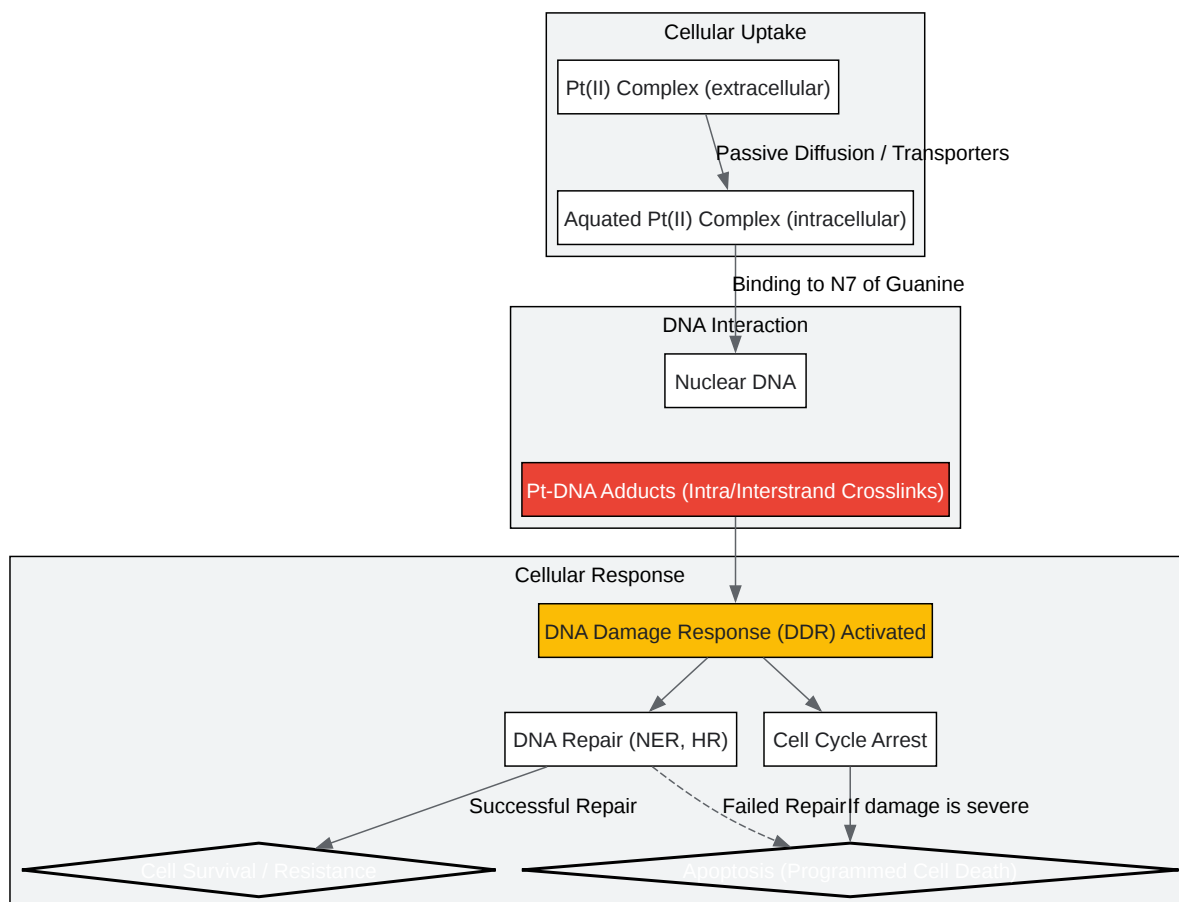 Cellular Uptake
Pt(II) Complex (extracellular)
Passive Diffusion / Transporters
Aquated Pt(II) Complex (intracellular)
Binding to N7 of Guanine
DNA Interaction
Nuclear DNA
Pt-DNA Adducts (Intra/Interstrand Crosslinks)
Cellular Response
DNA Damage Response (DDR) Activated
DNA Repair (NER, HR)
Cell Cycle Arrest
Successful Repair
Failed Repair
If damage is severe
Cell Survival / Resistance
Apoptosis (Programmed Cell Death)